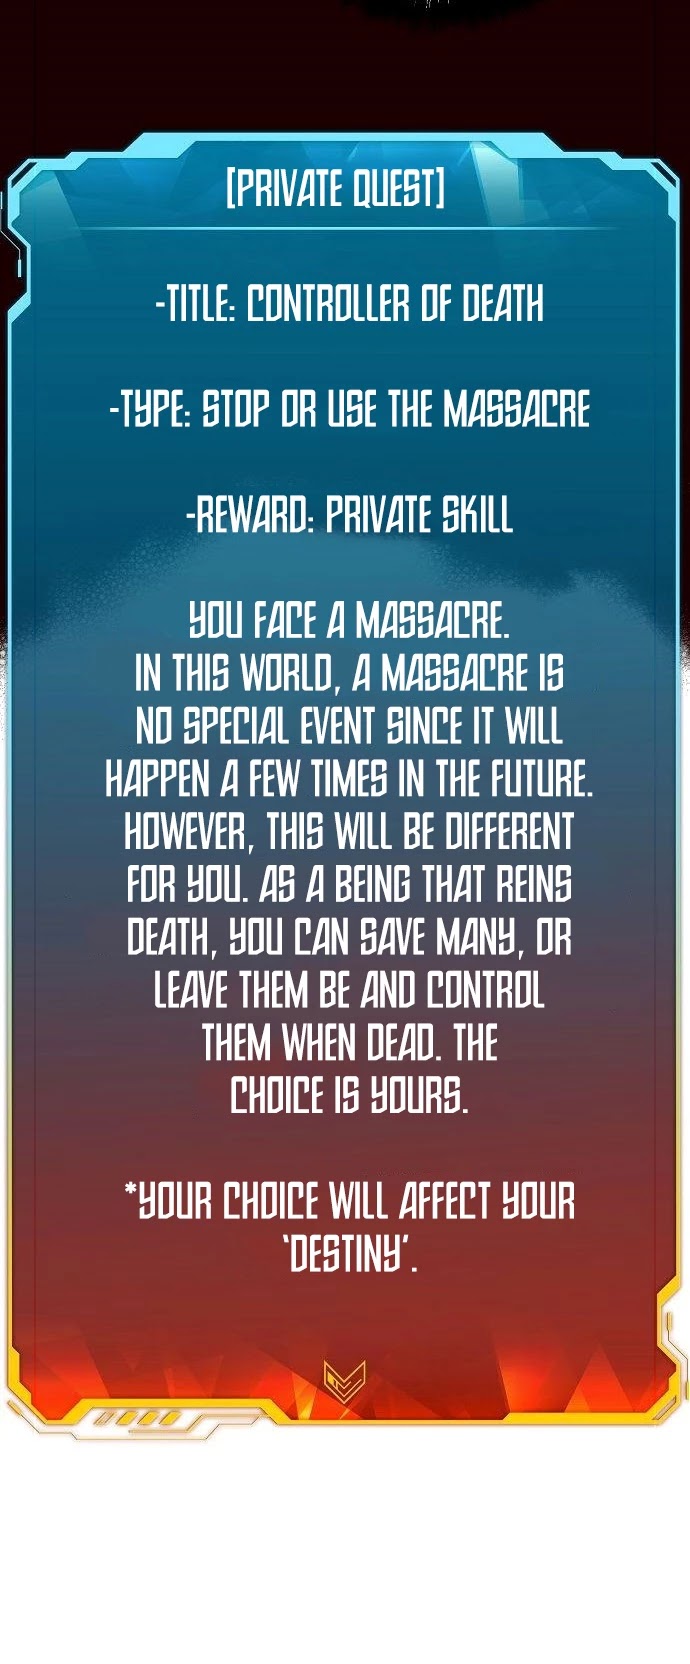 [PRIVATE QUEST]
-TITLE: CONTROLLER OF DEATH
-TYPE: STOP OR USE THE MASSACRE
-REWARD: PRIVATE SKILL
YOU FACE A MASSACRE.
IN THIS WORLD, A MASSACRE IS
NO SPECIAL EVENT SINCE IT WILL
HAPPEN A FEW TIMES IN THE FUTURE.
HOWEVER, THIS WILL BE DIFFERENT
FOR YOU. AS A BEING THAT REINS
DEATH, YOU CAN SAVE MANY, OR
LEAVE THEM BE AND CONTROL
THEM WHEN DEAD. THE
CHOICE IS YOURS.
*YOUR CHOICE WILL AFFECT YOUR
'DESTINY'.